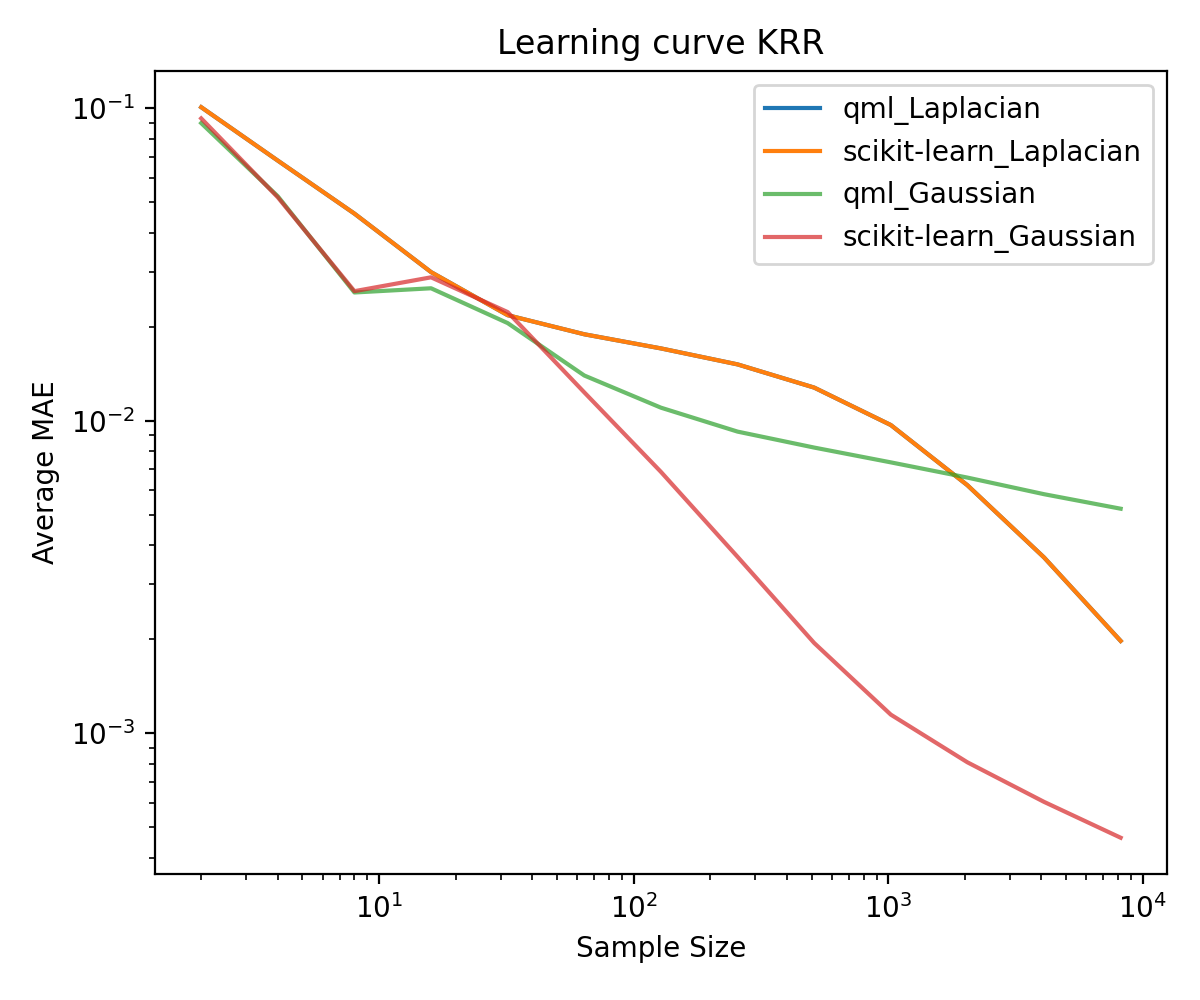 Learning curve KRR
qml_Laplacian
scikit-learn_Laplacian
qml_Gaussian
scikit-learn_Gaussian
10⁻¹
10⁻²
10⁻³
Average MAE
10¹ 10² 10³ 10⁴
Sample Size